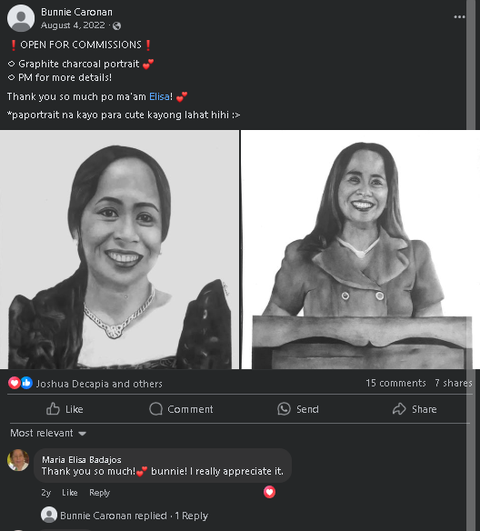 Bunnie Caronan
August 4, 2022 ·
❗OPEN FOR COMMISSIONS❗
Graphite charcoal portrait 💕
PM for more details!
Thank you so much po ma'am Elisa! 💕
*paportrait na kayo para cute kayong lahat hihi :>
Joshua Decapia and others
15 comments 7 shares
Like Comment Send Share
Most relevant
Maria Elisa Badajos
Thank you so much!💕 bunnie! I really appreciate it.
2y Like Reply
Bunnie Caronan replied · 1 Reply